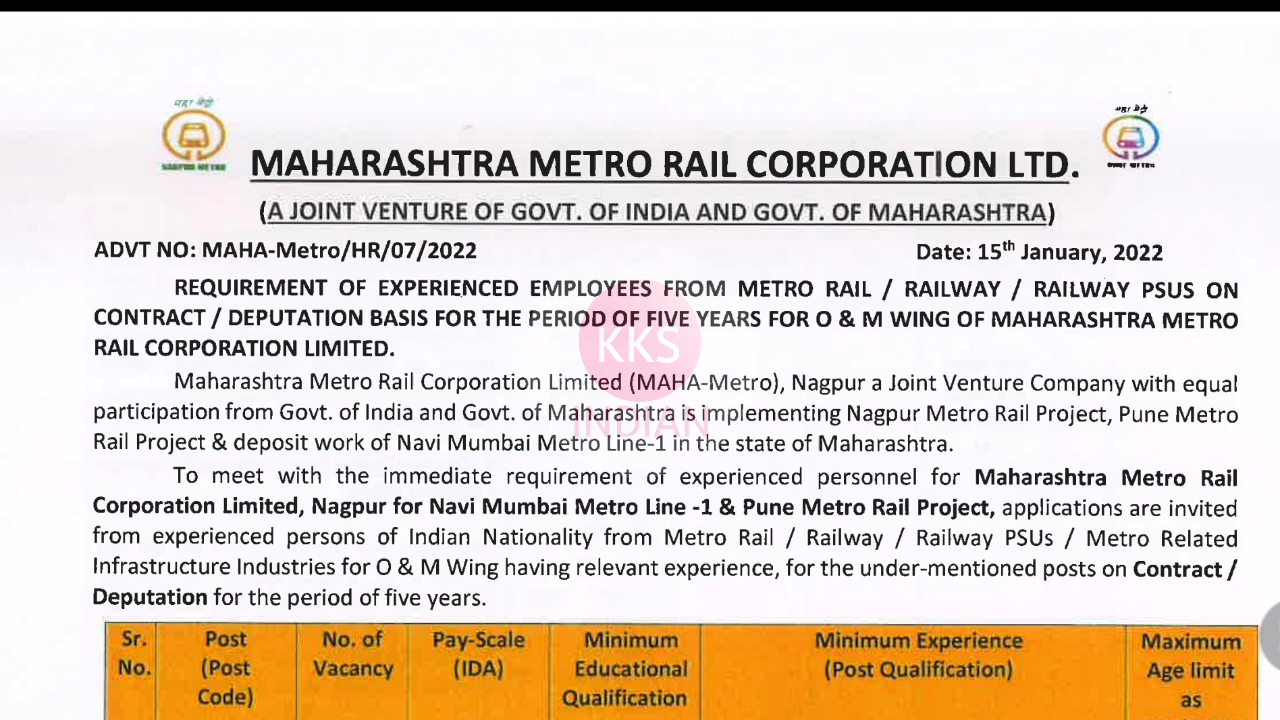 महा मेट्रो
NAGPUR METRO
MAHARASHTRA METRO RAIL CORPORATION LTD.
(A JOINT VENTURE OF GOVT. OF INDIA AND GOVT. OF MAHARASHTRA)
ADVT NO: MAHA-Metro/HR/07/2022 Date: 15th January, 2022
REQUIREMENT OF EXPERIENCED EMPLOYEES FROM METRO RAIL / RAILWAY / RAILWAY PSUS ON
CONTRACT / DEPUTATION BASIS FOR THE PERIOD OF FIVE YEARS FOR O & M WING OF MAHARASHTRA METRO
RAIL CORPORATION LIMITED.
KKS
INDIAN
Maharashtra Metro Rail Corporation Limited (MAHA-Metro), Nagpur a Joint Venture Company with equal
participation from Govt. of India and Govt. of Maharashtra is implementing Nagpur Metro Rail Project, Pune Metro
Rail Project & deposit work of Navi Mumbai Metro Line-1 in the state of Maharashtra.
To meet with the immediate requirement of experienced personnel for Maharashtra Metro Rail
Corporation Limited, Nagpur for Navi Mumbai Metro Line -1 & Pune Metro Rail Project, applications are invited
from experienced persons of Indian Nationality from Metro Rail / Railway / Railway PSUs / Metro Related
Infrastructure Industries for O & M Wing having relevant experience, for the under-mentioned posts on Contract /
Deputation for the period of five years.
Sr. Post No. of Pay-Scale Minimum Minimum Experience Maximum
No. (Post Vacancy (IDA) Educational (Post Qualification) Age limit
Code) Qualification as